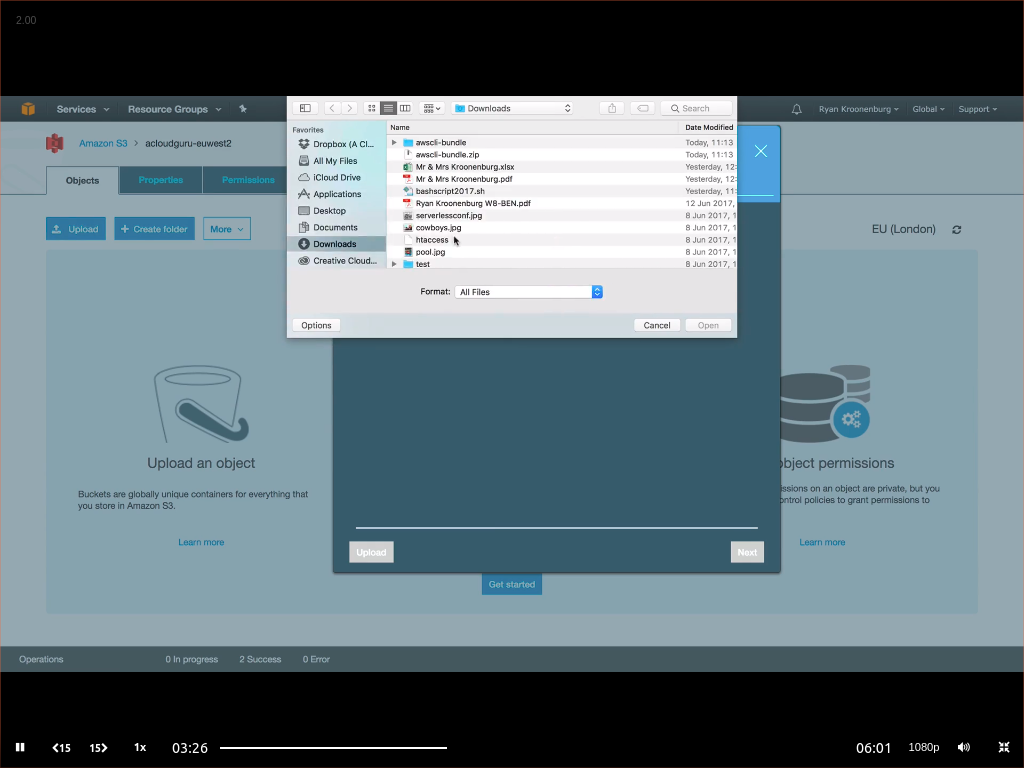 2.00
Services
Resource Groups
Ryan Kroonenburg
Global
Support
Amazon S3
acloudguru-euwest2
Objects
Properties
Permissions
Upload
+ Create folder
More
EU (London)
Downloads
Search
Favorites
Dropbox (A Cl...
All My Files
iCloud Drive
Applications
Desktop
Documents
Downloads
Creative Cloud...
Name
Date Modified
awscli-bundle
Today, 11:13
awscli-bundle.zip
Today, 11:13
Mr & Mrs Kroonenburg.xlsx
Yesterday, 12:
Mr & Mrs Kroonenburg.pdf
Yesterday, 12:
bashscript2017.sh
Yesterday, 11:
Ryan Kroonenburg W8-BEN.pdf
12 Jun 2017,
serverlessconf.jpg
8 Jun 2017, 1
cowboys.jpg
8 Jun 2017, 1
htaccess
8 Jun 2017, 1
pool.jpg
8 Jun 2017, 1
test
8 Jun 2017, 1
Format: All Files
Options
Cancel
Open
Upload an object
Buckets are globally unique containers for everything that
you store in Amazon S3.
Learn more
object permissions
issions on an object are private, but you
ontrol policies to grant permissions to
Learn more
Upload
Next
Get started
Operations
0 In progress
2 Success
0 Error
15
15
1x
03:26
06:01
1080p